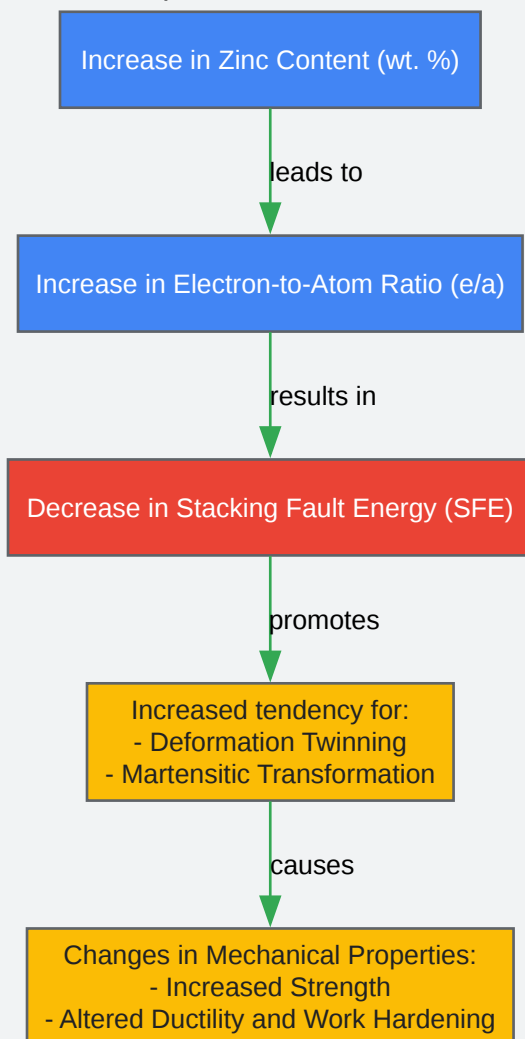 Increase in Zinc Content (wt. %)
leads to
Increase in Electron-to-Atom Ratio (e/a)
results in
Decrease in Stacking Fault Energy (SFE)
promotes
Increased tendency for:
- Deformation Twinning
- Martensitic Transformation
causes
Changes in Mechanical Properties:
- Increased Strength
- Altered Ductility and Work Hardening